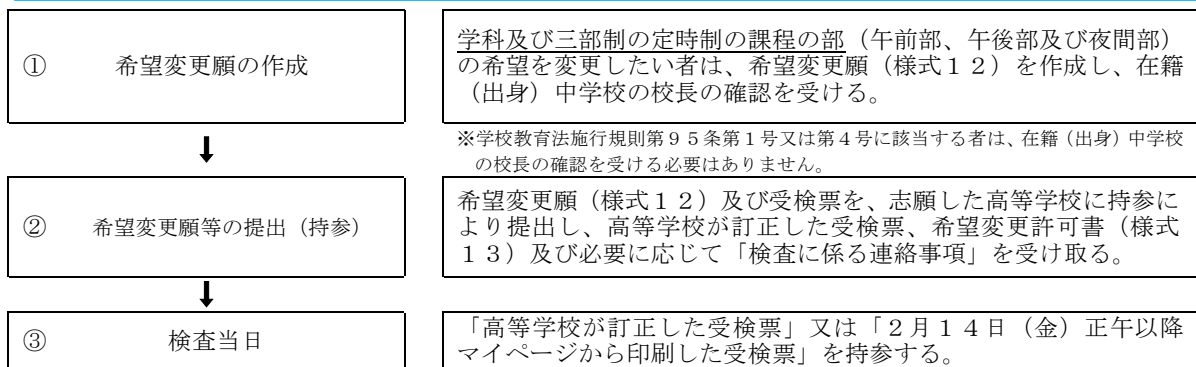 ① 希望変更願の作成
学科及び三部制の定時制の課程の部（午前部、午後部及び夜間部）
の希望を変更したい者は、希望変更願（様式１２）を作成し、在籍
（出身）中学校の校長の確認を受ける。
※学校教育法施行規則第９５条第１号又は第４号に該当する者は、在籍（出身）中学校
の校長の確認を受ける必要はありません。
② 希望変更願等の提出（持参）
希望変更願（様式１２）及び受検票を、志願した高等学校に持参に
より提出し、高等学校が訂正した受検票、希望変更許可書（様式
１３）及び必要に応じて「検査に係る連絡事項」を受け取る。
③ 検査当日
「高等学校が訂正した受検票」又は「２月１４日（金）正午以降
マイページから印刷した受検票」を持参する。